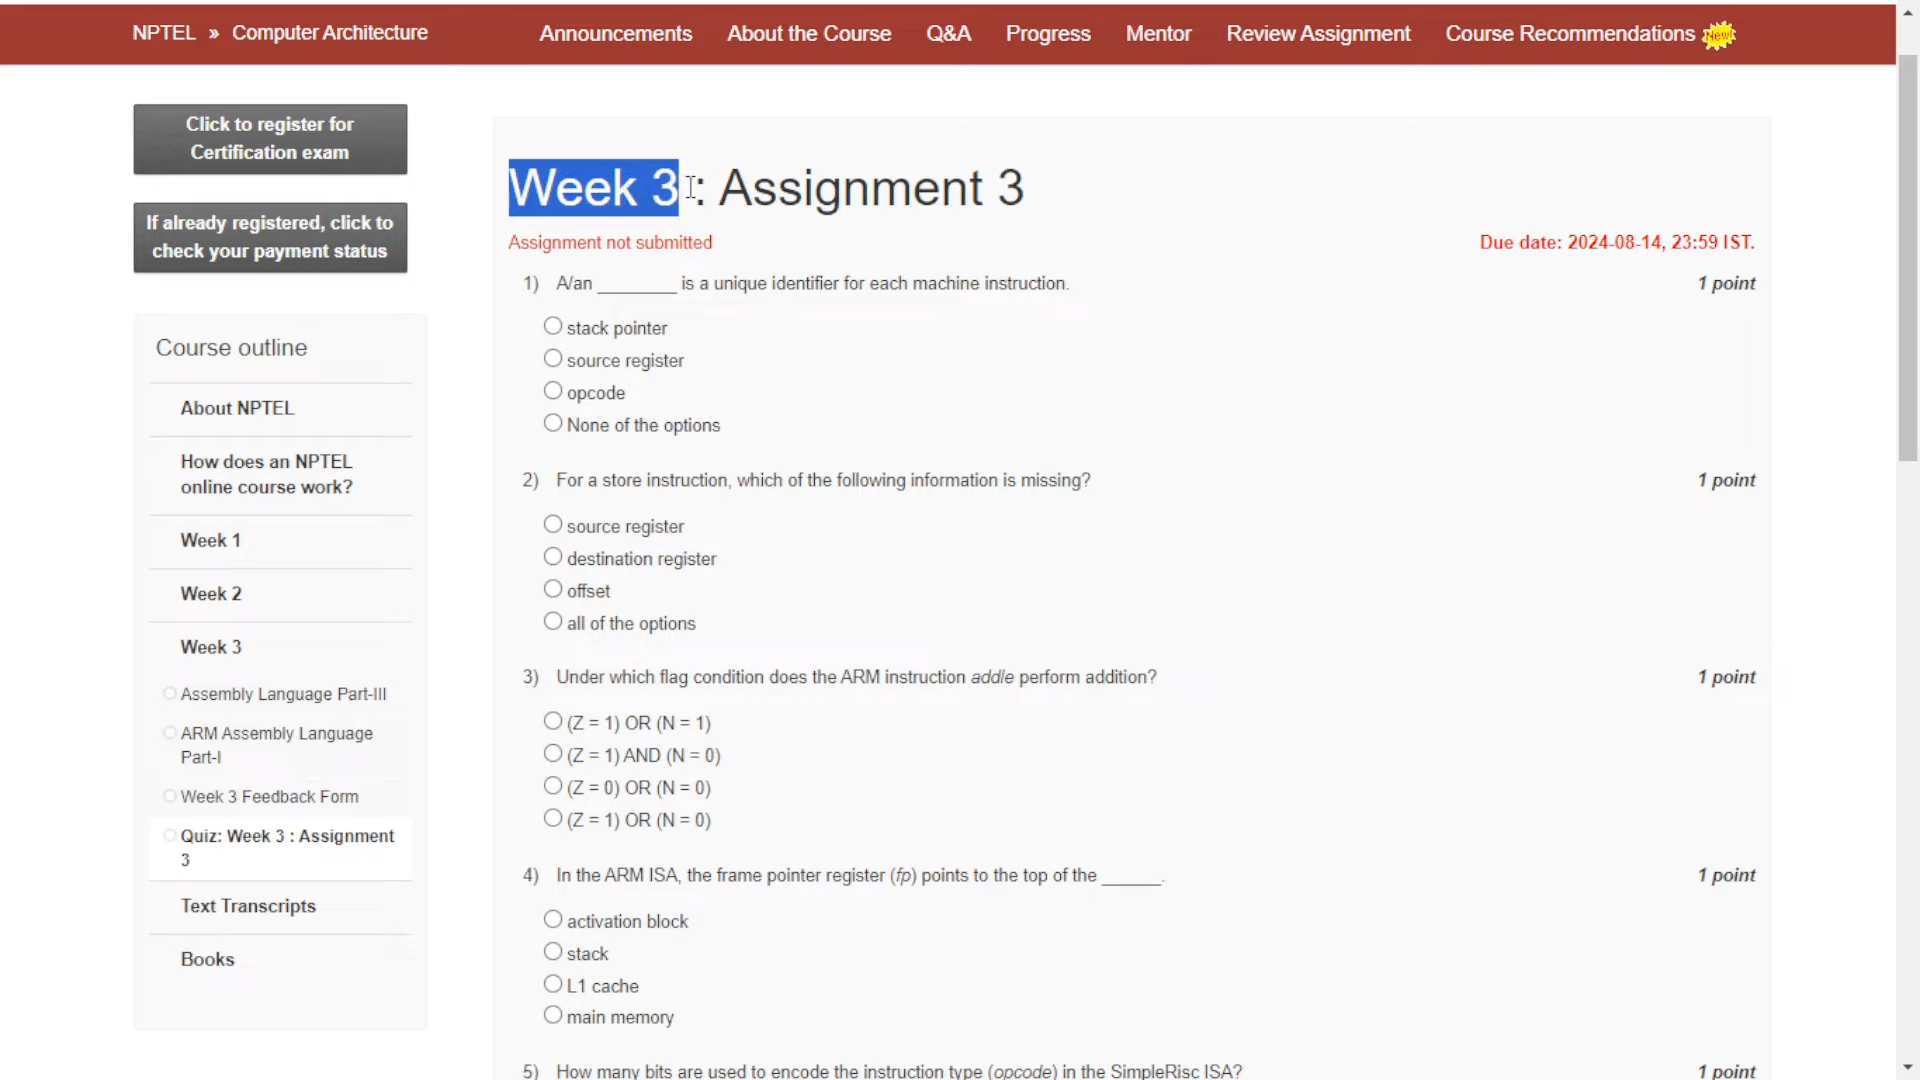 NPTEL » Computer Architecture
Announcements About the Course Q&A Progress Mentor Review Assignment Course Recommendations New!
Click to register for
Certification exam
If already registered, click to
check your payment status
Course outline
About NPTEL
How does an NPTEL
online course work?
Week 1
Week 2
Week 3
Assembly Language Part-III
ARM Assembly Language
Part-I
Week 3 Feedback Form
Quiz: Week 3 : Assignment
3
Text Transcripts
Books
Week 3 : Assignment 3
Assignment not submitted Due date: 2024-08-14, 23:59 IST.
1) A/an ________ is a unique identifier for each machine instruction. 1 point
stack pointer
source register
opcode
None of the options
2) For a store instruction, which of the following information is missing? 1 point
source register
destination register
offset
all of the options
3) Under which flag condition does the ARM instruction addle perform addition? 1 point
(Z = 1) OR (N = 1)
(Z = 1) AND (N = 0)
(Z = 0) OR (N = 0)
(Z = 1) OR (N = 0)
4) In the ARM ISA, the frame pointer register (fp) points to the top of the ______. 1 point
activation block
stack
L1 cache
main memory
5) How many bits are used to encode the instruction type (opcode) in the SimpleRisc ISA? 1 point